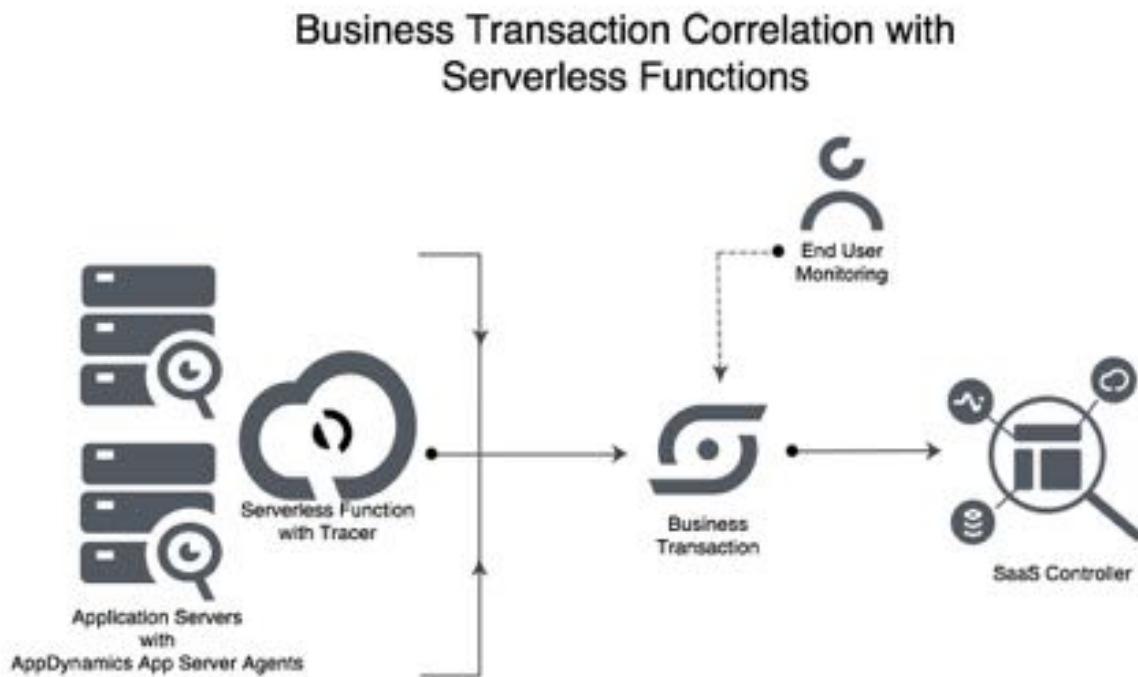 Business Transaction Correlation with
Serverless Functions
End User
Monitoring
Serverless Function
with Tracer
Business
Transaction
SaaS Controller
Application Servers
with
AppDynamics App Server Agents